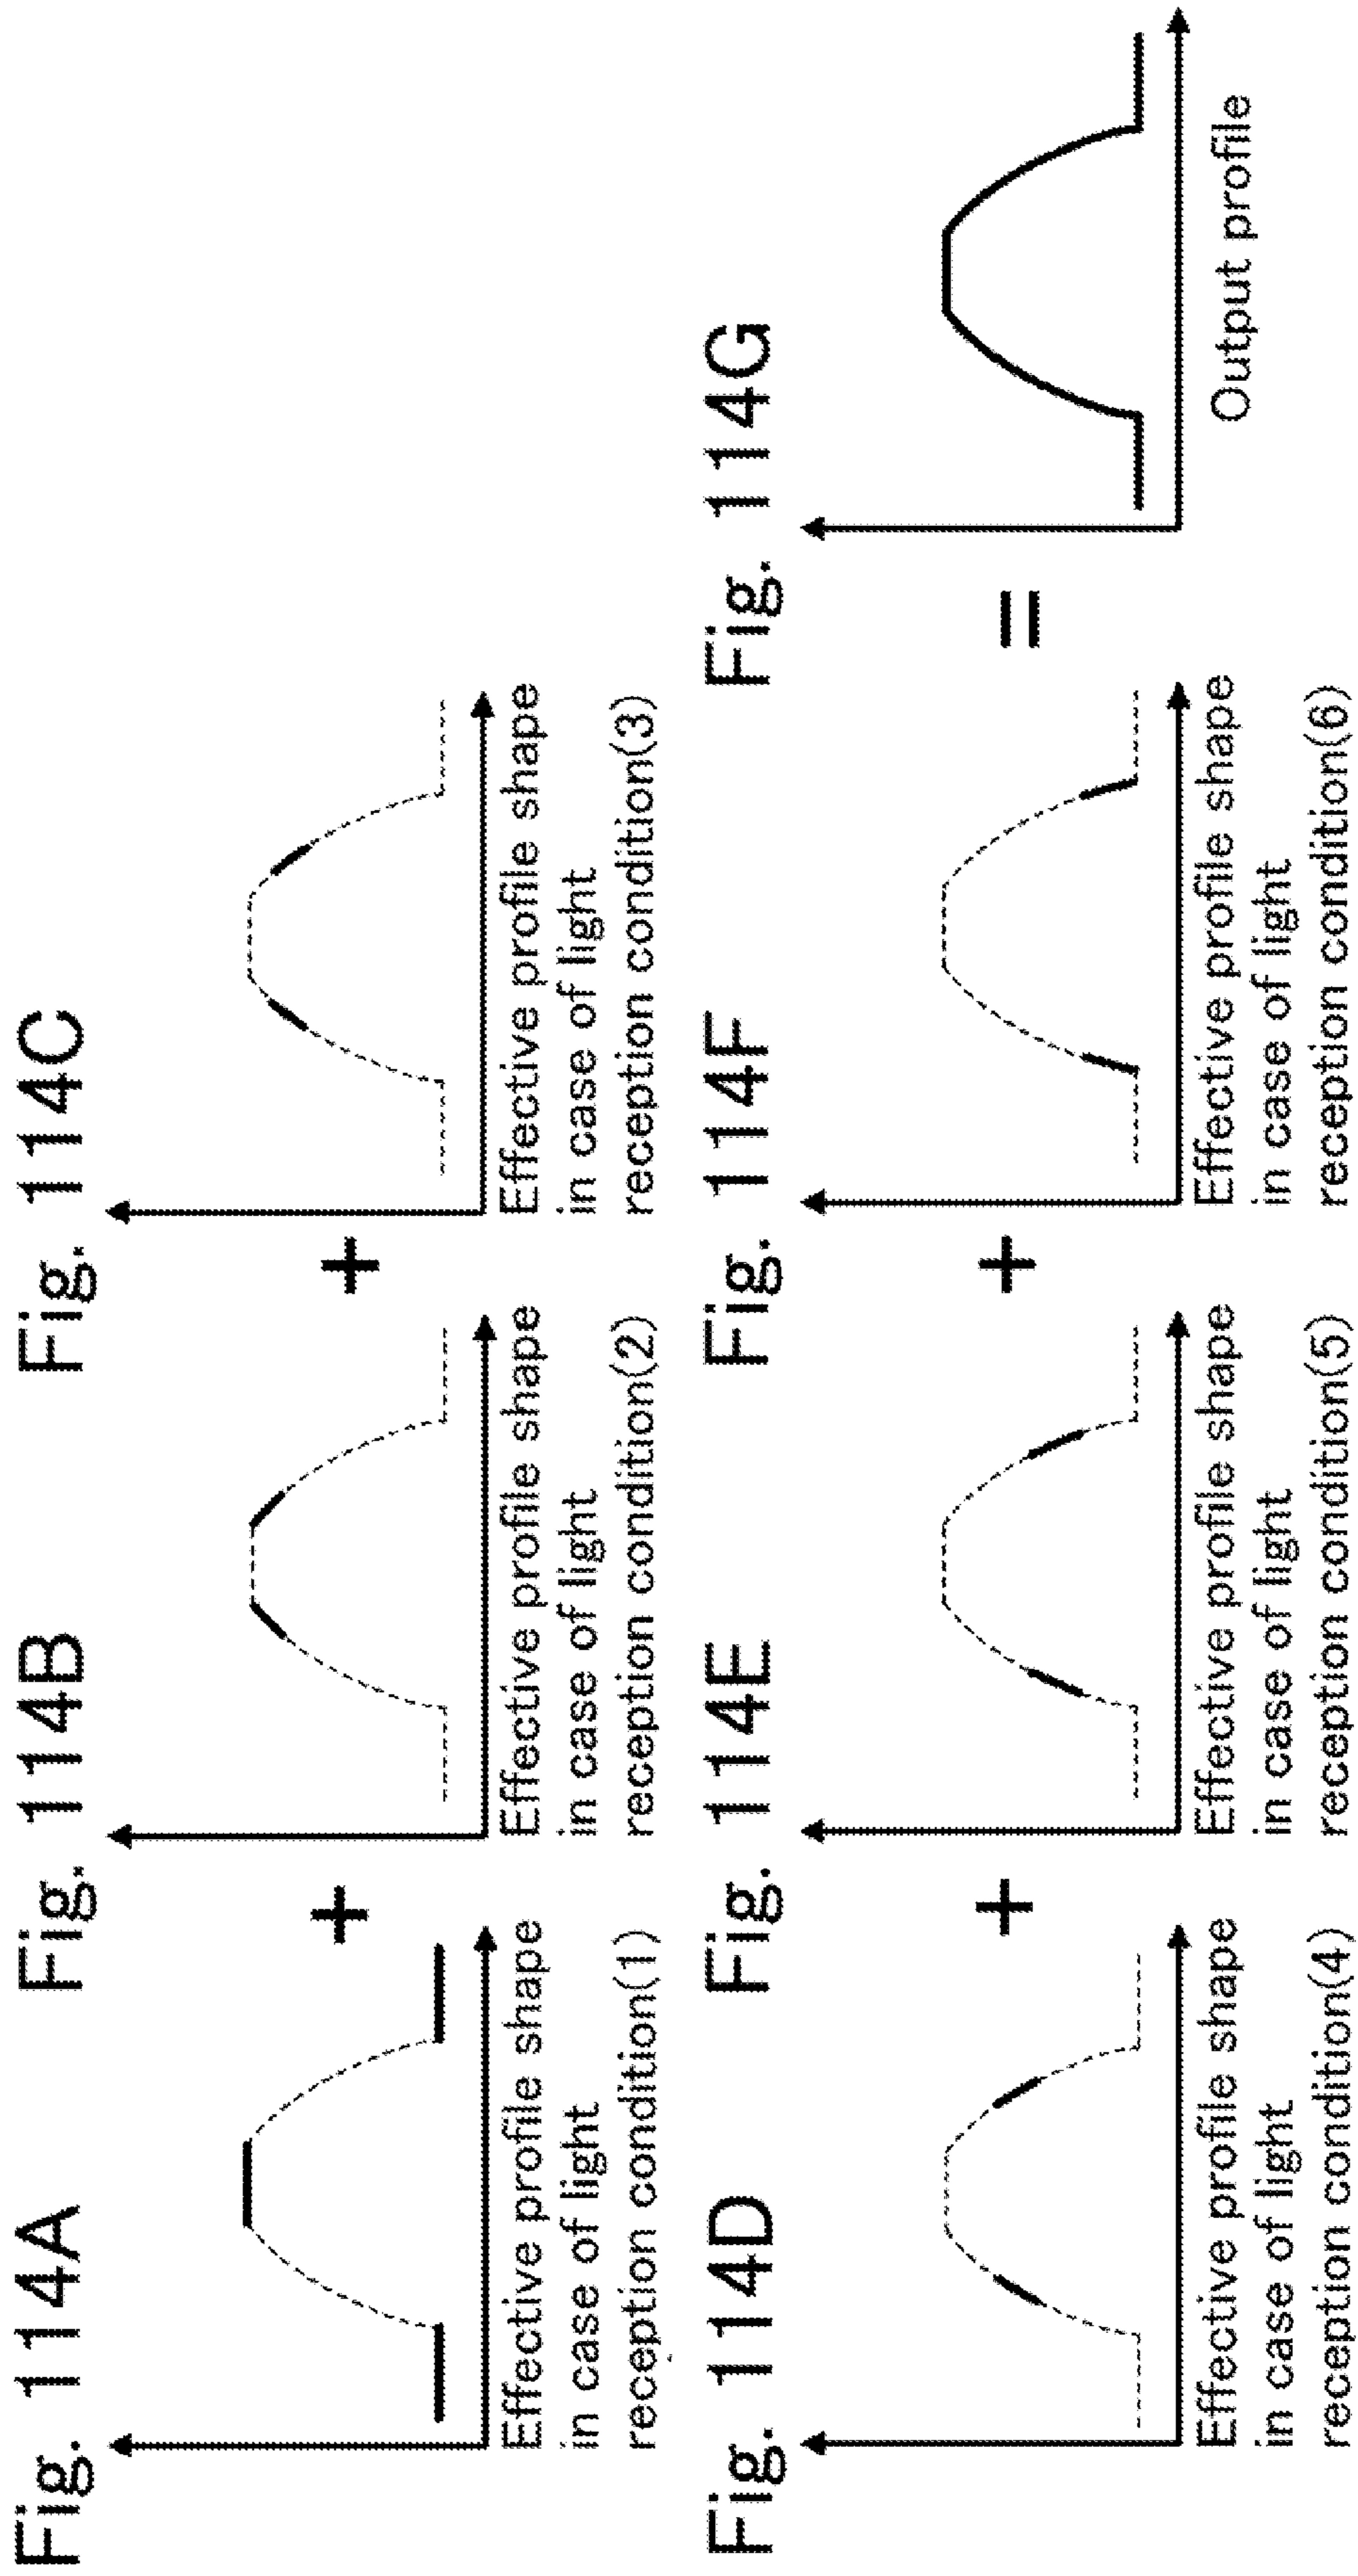 Fig. 114A
Effective profile shape
in case of light
reception condition(1)
+
Fig. 114B
Effective profile shape
in case of light
reception condition(2)
+
Fig. 114C
Effective profile shape
in case of light
reception condition(3)
Fig. 114D
Effective profile shape
in case of light
reception condition(4)
+
Fig. 114E
Effective profile shape
in case of light
reception condition(5)
+
Fig. 114F
Effective profile shape
in case of light
reception condition(6)
=
Fig. 114G
Output profile